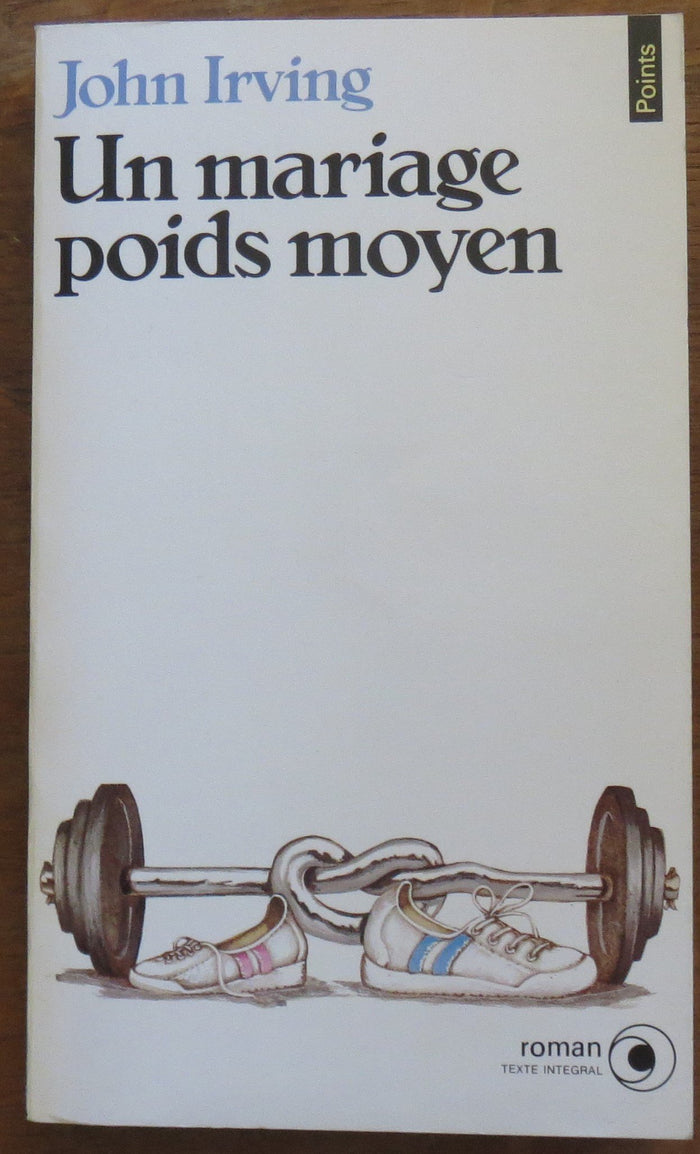 John Irving
Points
Un mariage
poids moyen
roman
TEXTE INTEGRAL